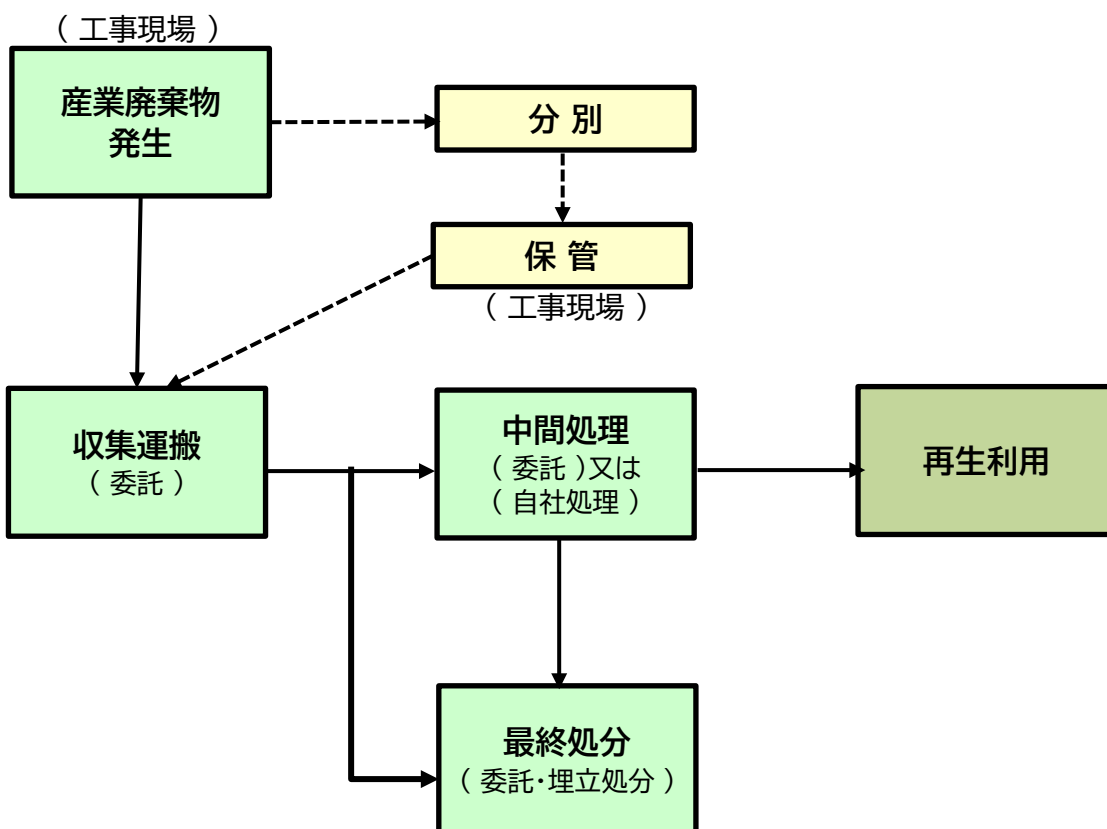 ( 工事現場 )
産業廃棄物
発生
分 別
保 管
( 工事現場 )
収集運搬
( 委託 )
中間処理
( 委託 )又は
( 自社処理 )
再生利用
最終処分
( 委託・埋立処分 )